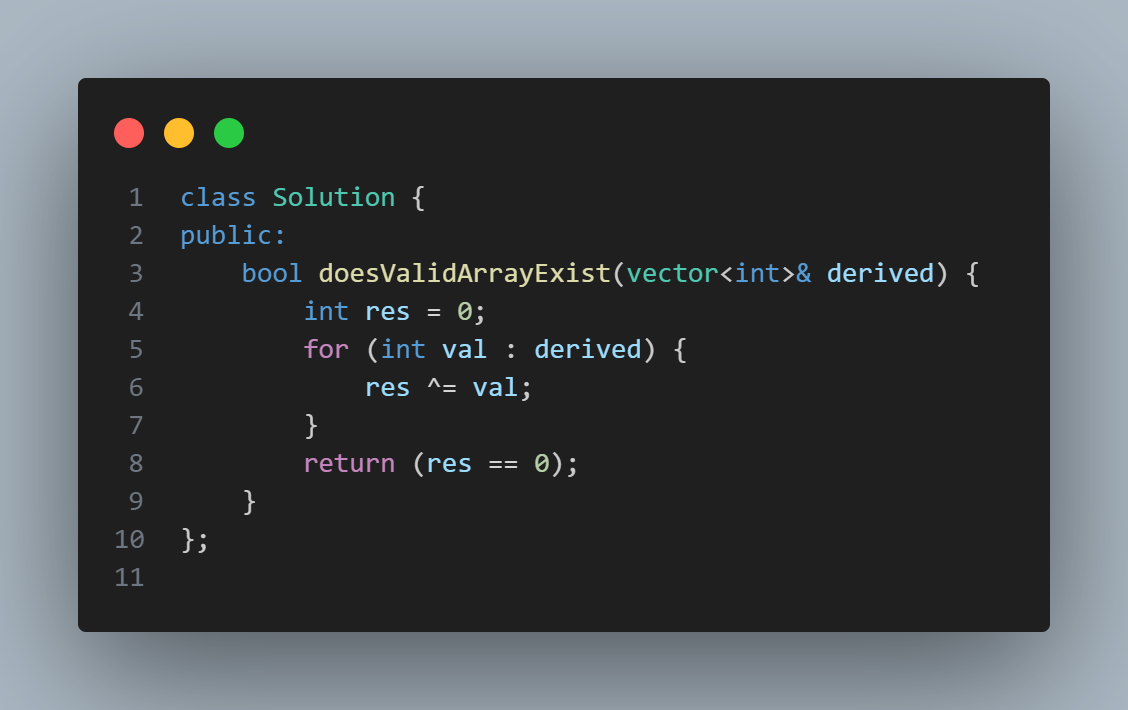 1 class Solution {
2 public:
3     bool doesValidArrayExist(vector<int>& derived) {
4         int res = 0;
5         for (int val : derived) {
6             res ^= val;
7         }
8         return (res == 0);
9     }
10 };
11